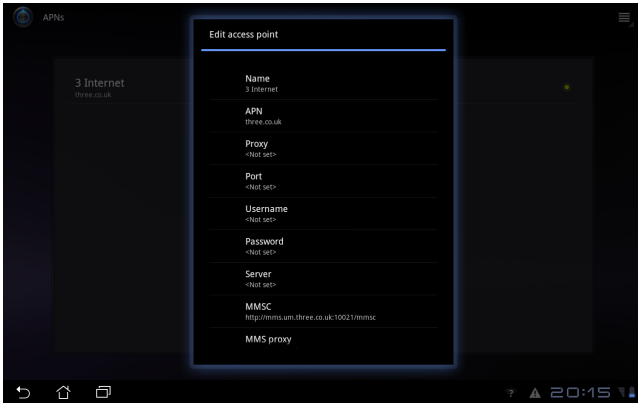 APNs
3 Internet
three.co.uk
Edit access point
Name
3 Internet
APN
three.co.uk
Proxy
<Not set>
Port
<Not set>
Username
<Not set>
Password
<Not set>
Server
<Not set>
MMSC
http://mms.um.three.co.uk:10021/mmsc
MMS proxy
20:15